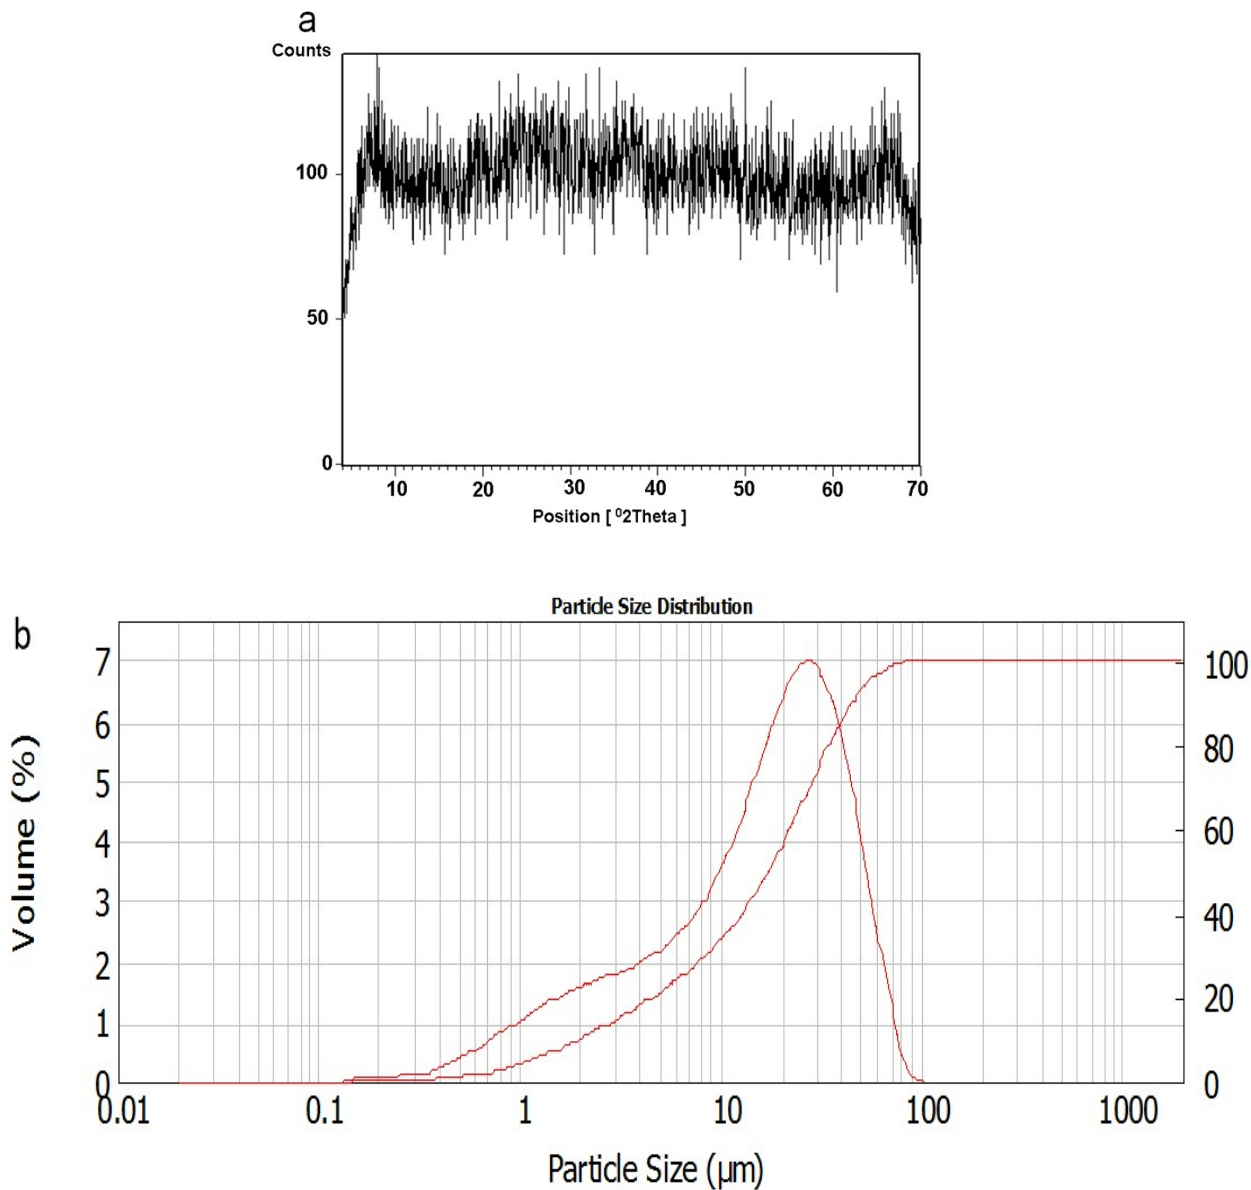 a
Counts
100
50
0
10 20 30 40 50 60 70
Position [ ⁰2Theta ]
Particle Size Distribution
b
7 100
6
80
5
4 60
3
40
2
20
1
0 0
0.01 0.1 1 10 100 1000
Volume (%)
Particle Size (µm)